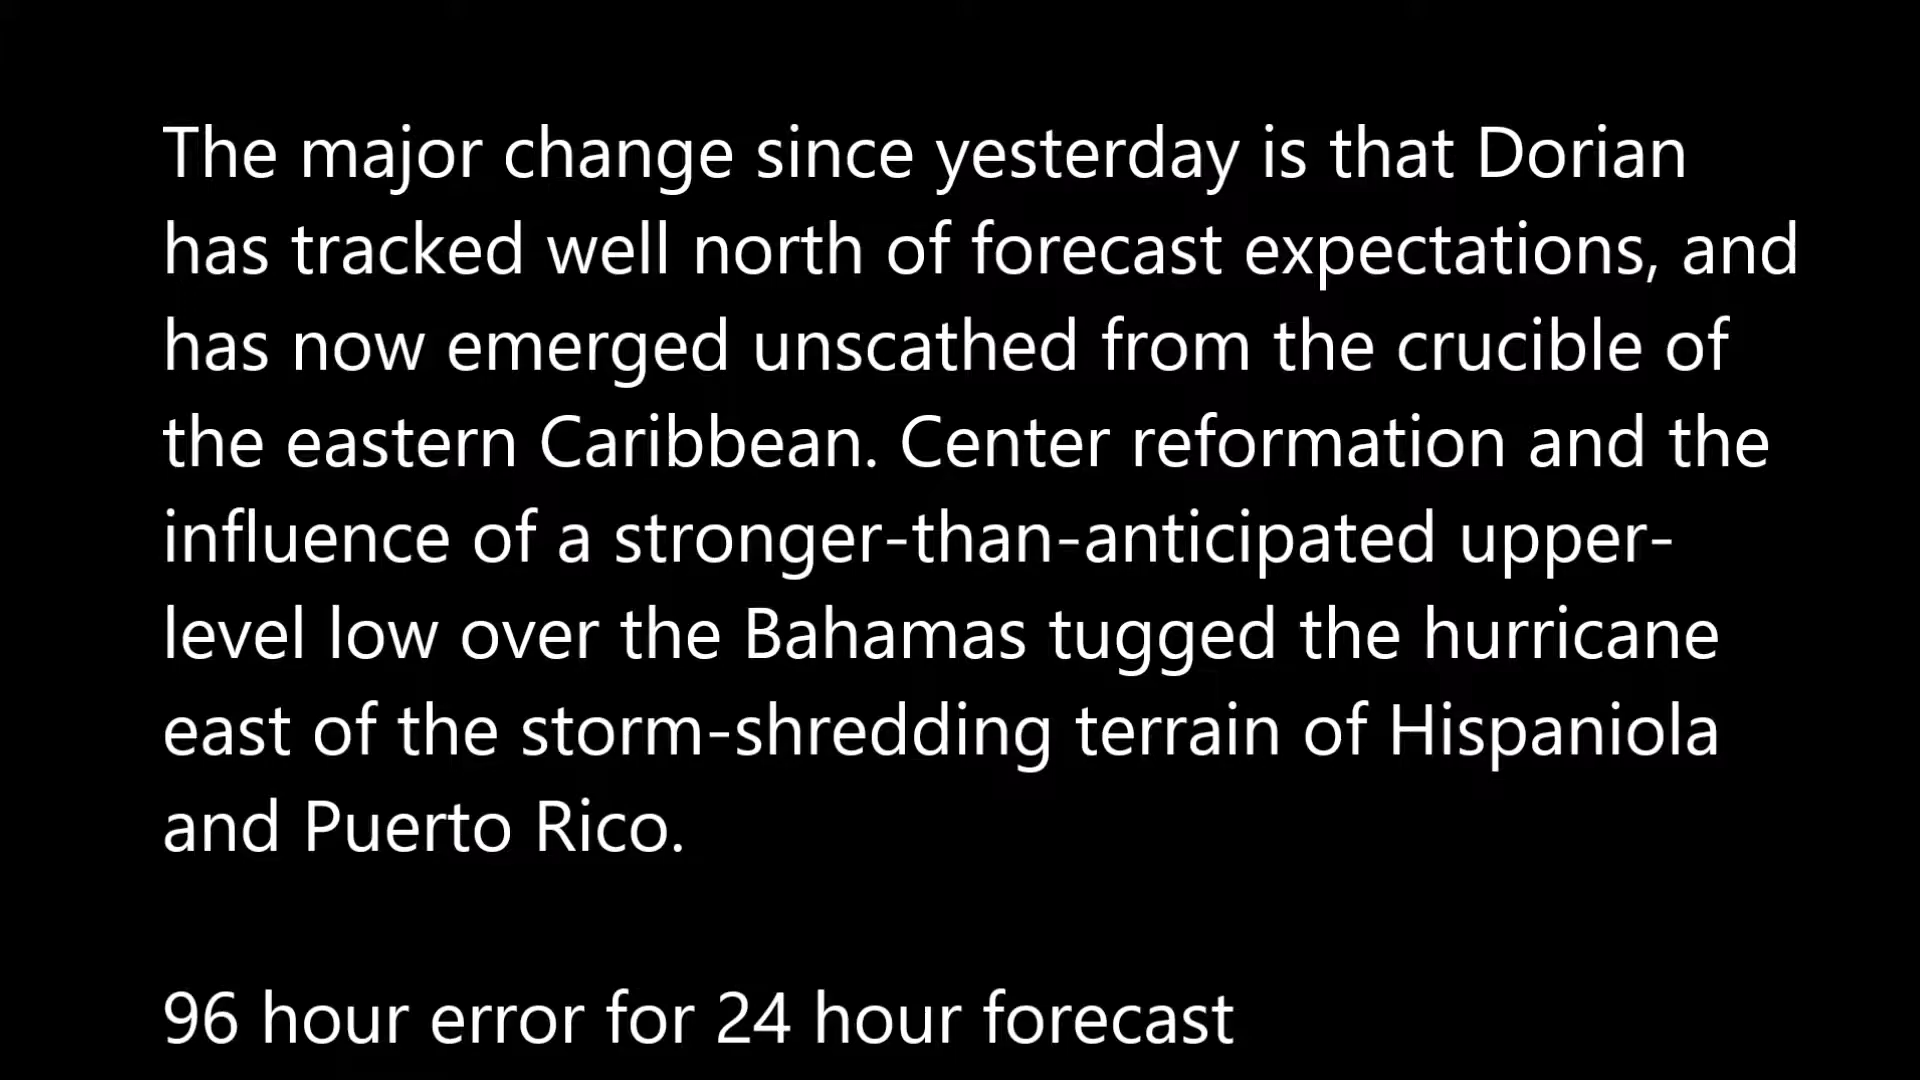 The major change since yesterday is that Dorian
has tracked well north of forecast expectations, and
has now emerged unscathed from the crucible of
the eastern Caribbean. Center reformation and the
influence of a stronger-than-anticipated upper-
level low over the Bahamas tugged the hurricane
east of the storm-shredding terrain of Hispaniola
and Puerto Rico.
96 hour error for 24 hour forecast